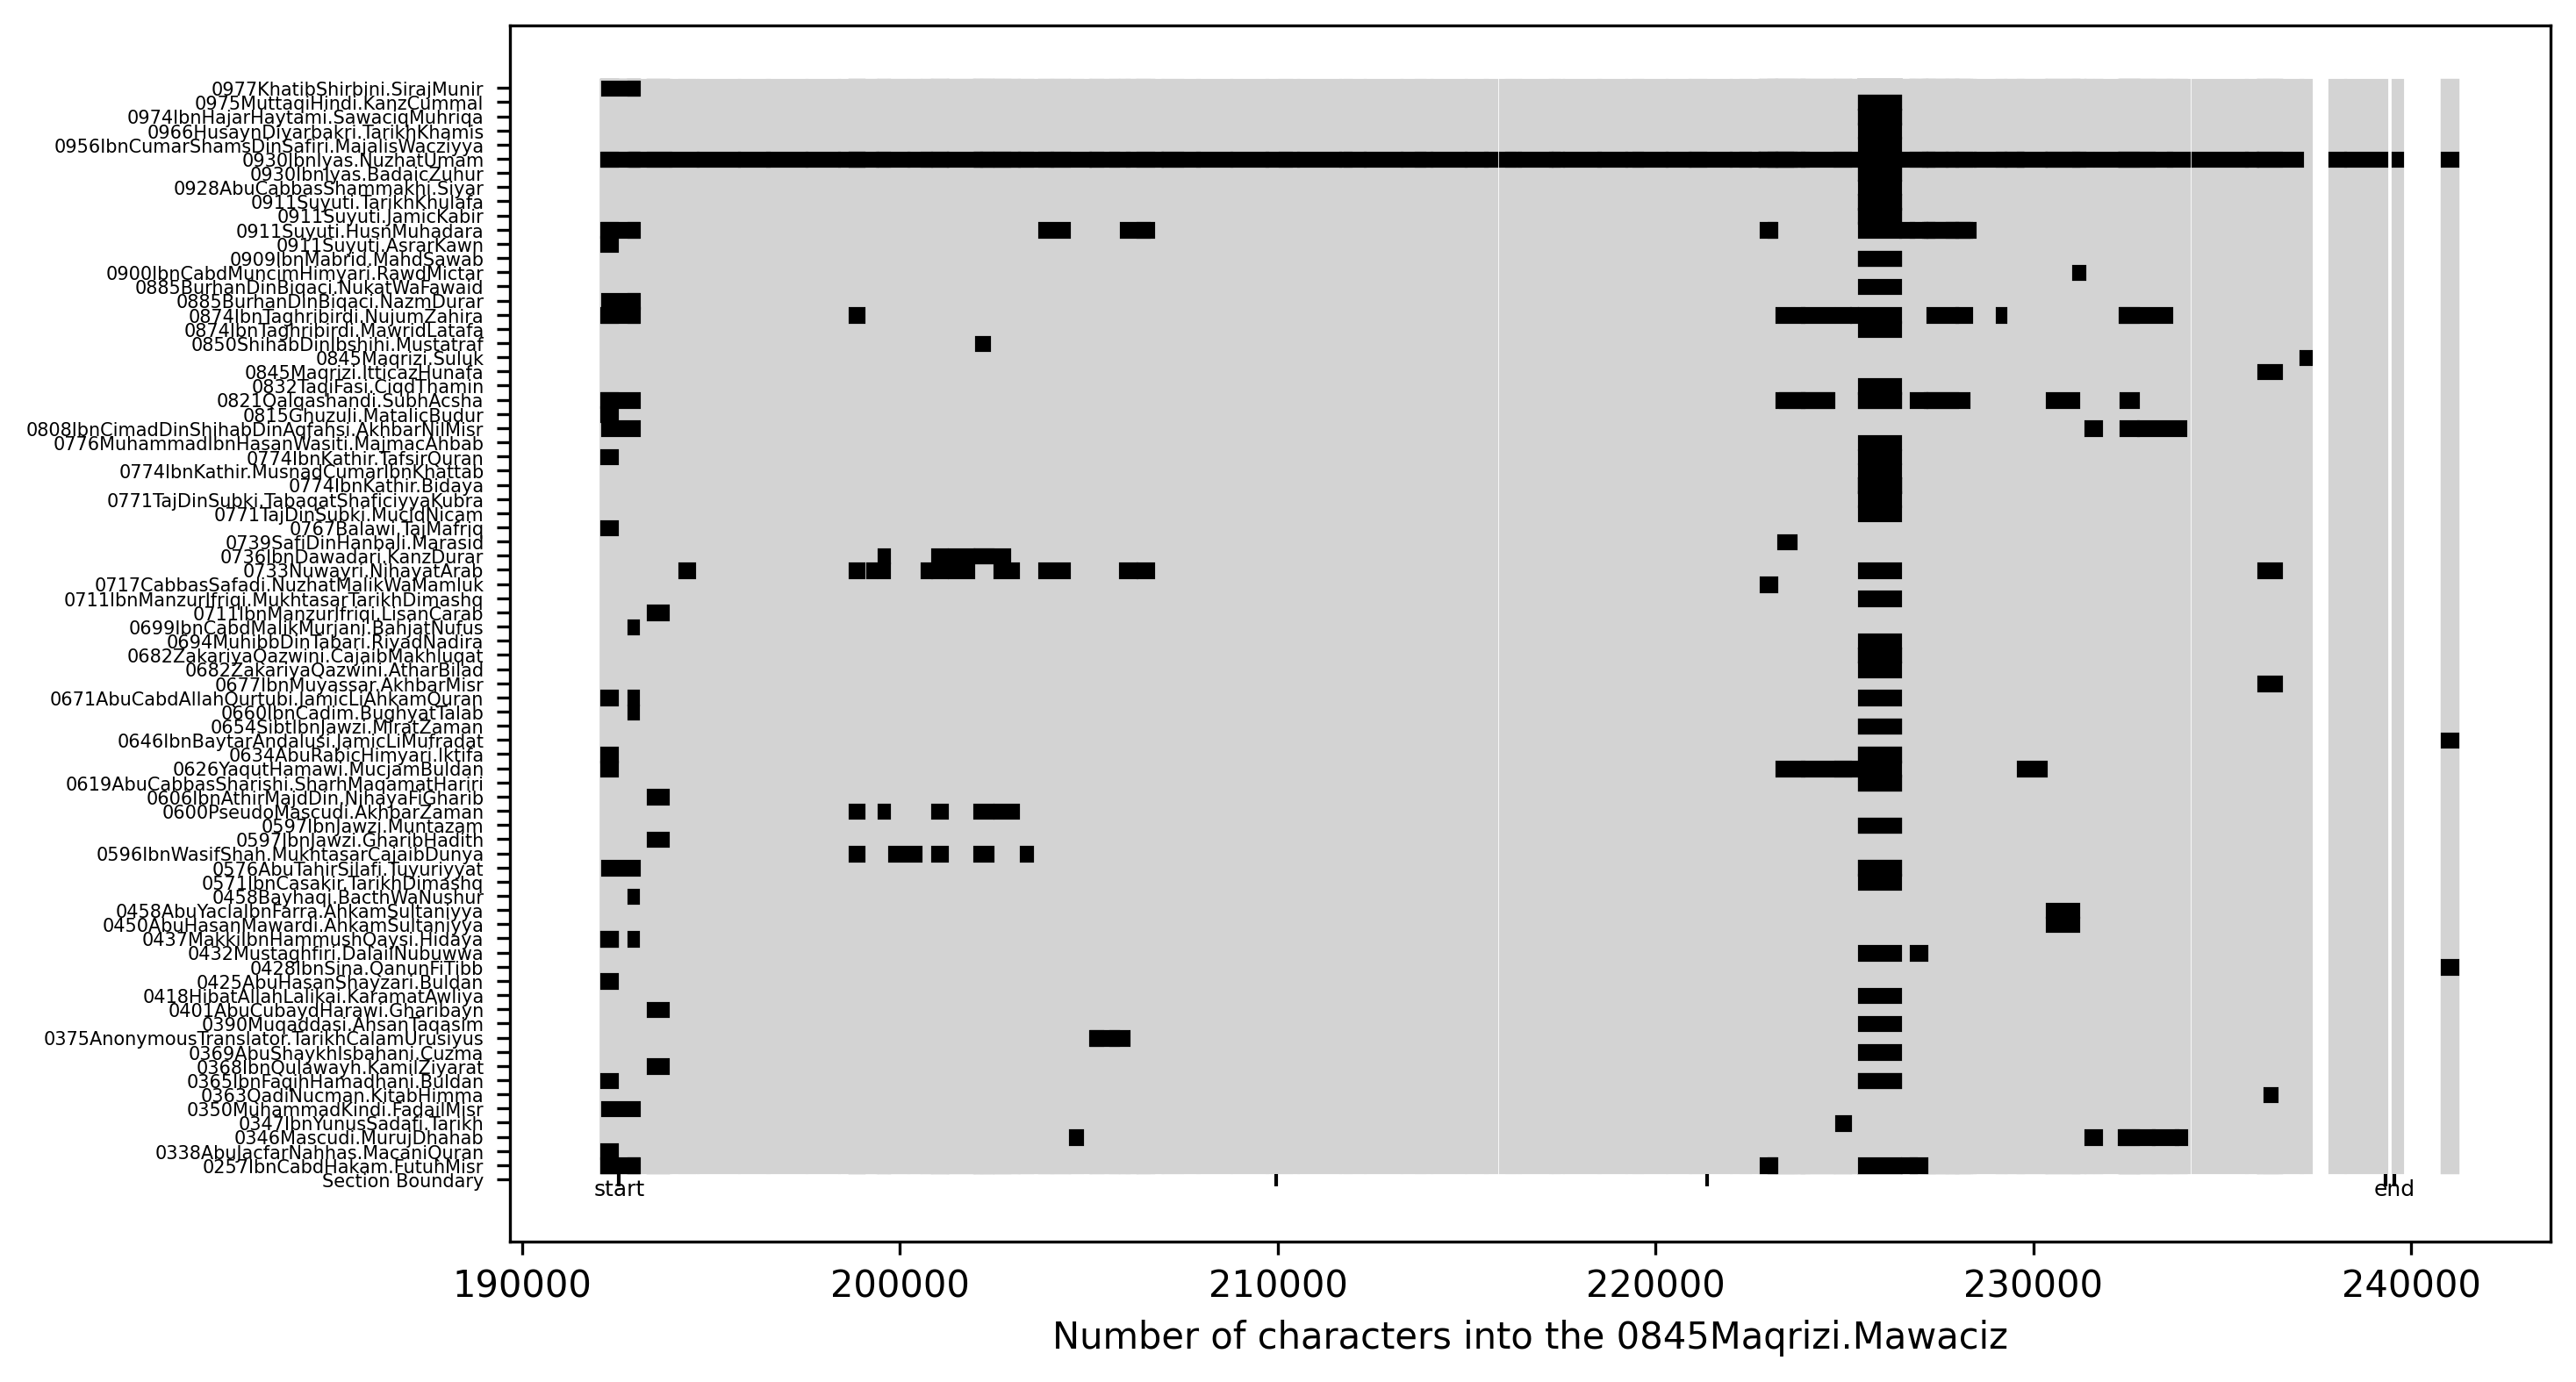 0977KhatibShirbini.SirajMunir
0975MuttaqiHindi.KanzCummal
0974IbnHajarHaytami.SawaciqMuhriqa
0966HusaynDiyarbakri.TarikhKhamis
0956IbnCumarShamsDinSafiri.MajalisWacziyya
0930IbnIyas.NuzhatUmam
0930IbnIyas.BadaicZuhur
0928AbuCabbasShammakhi.Siyar
0911Suyuti.TarikhKhulafa
0911Suyuti.JamicKabir
0911Suyuti.HusnMuhadara
0911Suyuti.AsrarKawn
0909IbnMabrid.MahdSawab
0900IbnCabdMuncimHimyari.RawdMictar
0885BurhanDinBiqaci.NukatWaFawaid
0885BurhanDinBiqaci.NazmDurar
0874IbnTaghribirdi.NujumZahira
0874IbnTaghribirdi.MawridLatafa
0850ShihabDinIbshihi.Mustatraf
0845Maqrizi.Suluk
0845Maqrizi.ItticazHunafa
0832TaqiFasi.CiqdThamin
0821Qalqashandi.SubhAcsha
0815Ghuzuli.MatalicBudur
0808IbnCimadDinShihabDinAqfahsi.AkhbarNilMisr
0776MuhammadIbnHasanWasiti.MajmacAhbab
0774IbnKathir.TafsirQuran
0774IbnKathir.MusnadCumarIbnKhattab
0774IbnKathir.Bidaya
0771TajDinSubki.TabaqatShaficiyyaKubra
0771TajDinSubki.MucidNicam
0767Balawi.TajMafriq
0739SafiDinHanbali.Marasid
0736IbnDawadari.KanzDurar
0733Nuwayri.NihayatArab
0717CabbasSafadi.NuzhatMalikWaMamluk
0711IbnManzurIfriqi.MukhtasarTarikhDimashq
0711IbnManzurIfriqi.LisanCarab
0699IbnCabdMalikMurjani.BahjatNufus
0694MuhibbDinTabari.RiyadNadira
0682ZakariyaQazwini.CajaibMakhluqat
0682ZakariyaQazwini.AtharBilad
0677IbnMuyassar.AkhbarMisr
0671AbuCabdAllahQurtubi.JamicLiAhkamQuran
0660IbnCadim.BughyatTalab
0654SibtIbnJawzi.MiratZaman
0646IbnBaytarAndalusi.JamicLiMufradat
0634AbuRabicHimyari.Iktifa
0626YaqutHamawi.MucjamBuldan
0619AbuCabbasSharishi.SharhMaqamatHariri
0606IbnAthirMajdDin.NihayaFiGharib
0600PseudoMascudi.AkhbarZaman
0597IbnJawzi.Muntazam
0597IbnJawzi.GharibHadith
0596IbnWasifShah.MukhtasarCajaibDunya
0576AbuTahirSilafi.Tuyuriyyat
0571IbnCasakir.TarikhDimashq
0458Bayhaqi.BacthWaNushur
0458AbuYaclaIbnFarra.AhkamSultaniyya
0450AbuHasanMawardi.AhkamSultaniyya
0437MakkiIbnHammushQaysi.Hidaya
0432Mustaghfiri.DalailNubuwwa
0428IbnSina.QanunFiTibb
0425AbuHasanShayzari.Buldan
0418HibatAllahLalikai.KaramatAwliya
0401AbuCubaydHarawi.Gharibayn
0390Muqaddasi.AhsanTaqasim
0375AnonymousTranslator.TarikhCalamUrusiyus
0369AbuShaykhIsbahani.Cuzma
0368IbnQulawayh.KamilZiyarat
0365IbnFaqihHamadhani.Buldan
0363QadiNucman.KitabHimma
0350MuhammadKindi.FadailMisr
0347IbnYunusSadafi.Tarikh
0346Mascudi.MurujDhahab
0338AbuJacfarNahhas.MacaniQuran
0257IbnCabdHakam.FutuhMisr
Section Boundary
start
end
190000 200000 210000 220000 230000 240000
Number of characters into the 0845Maqrizi.Mawaciz